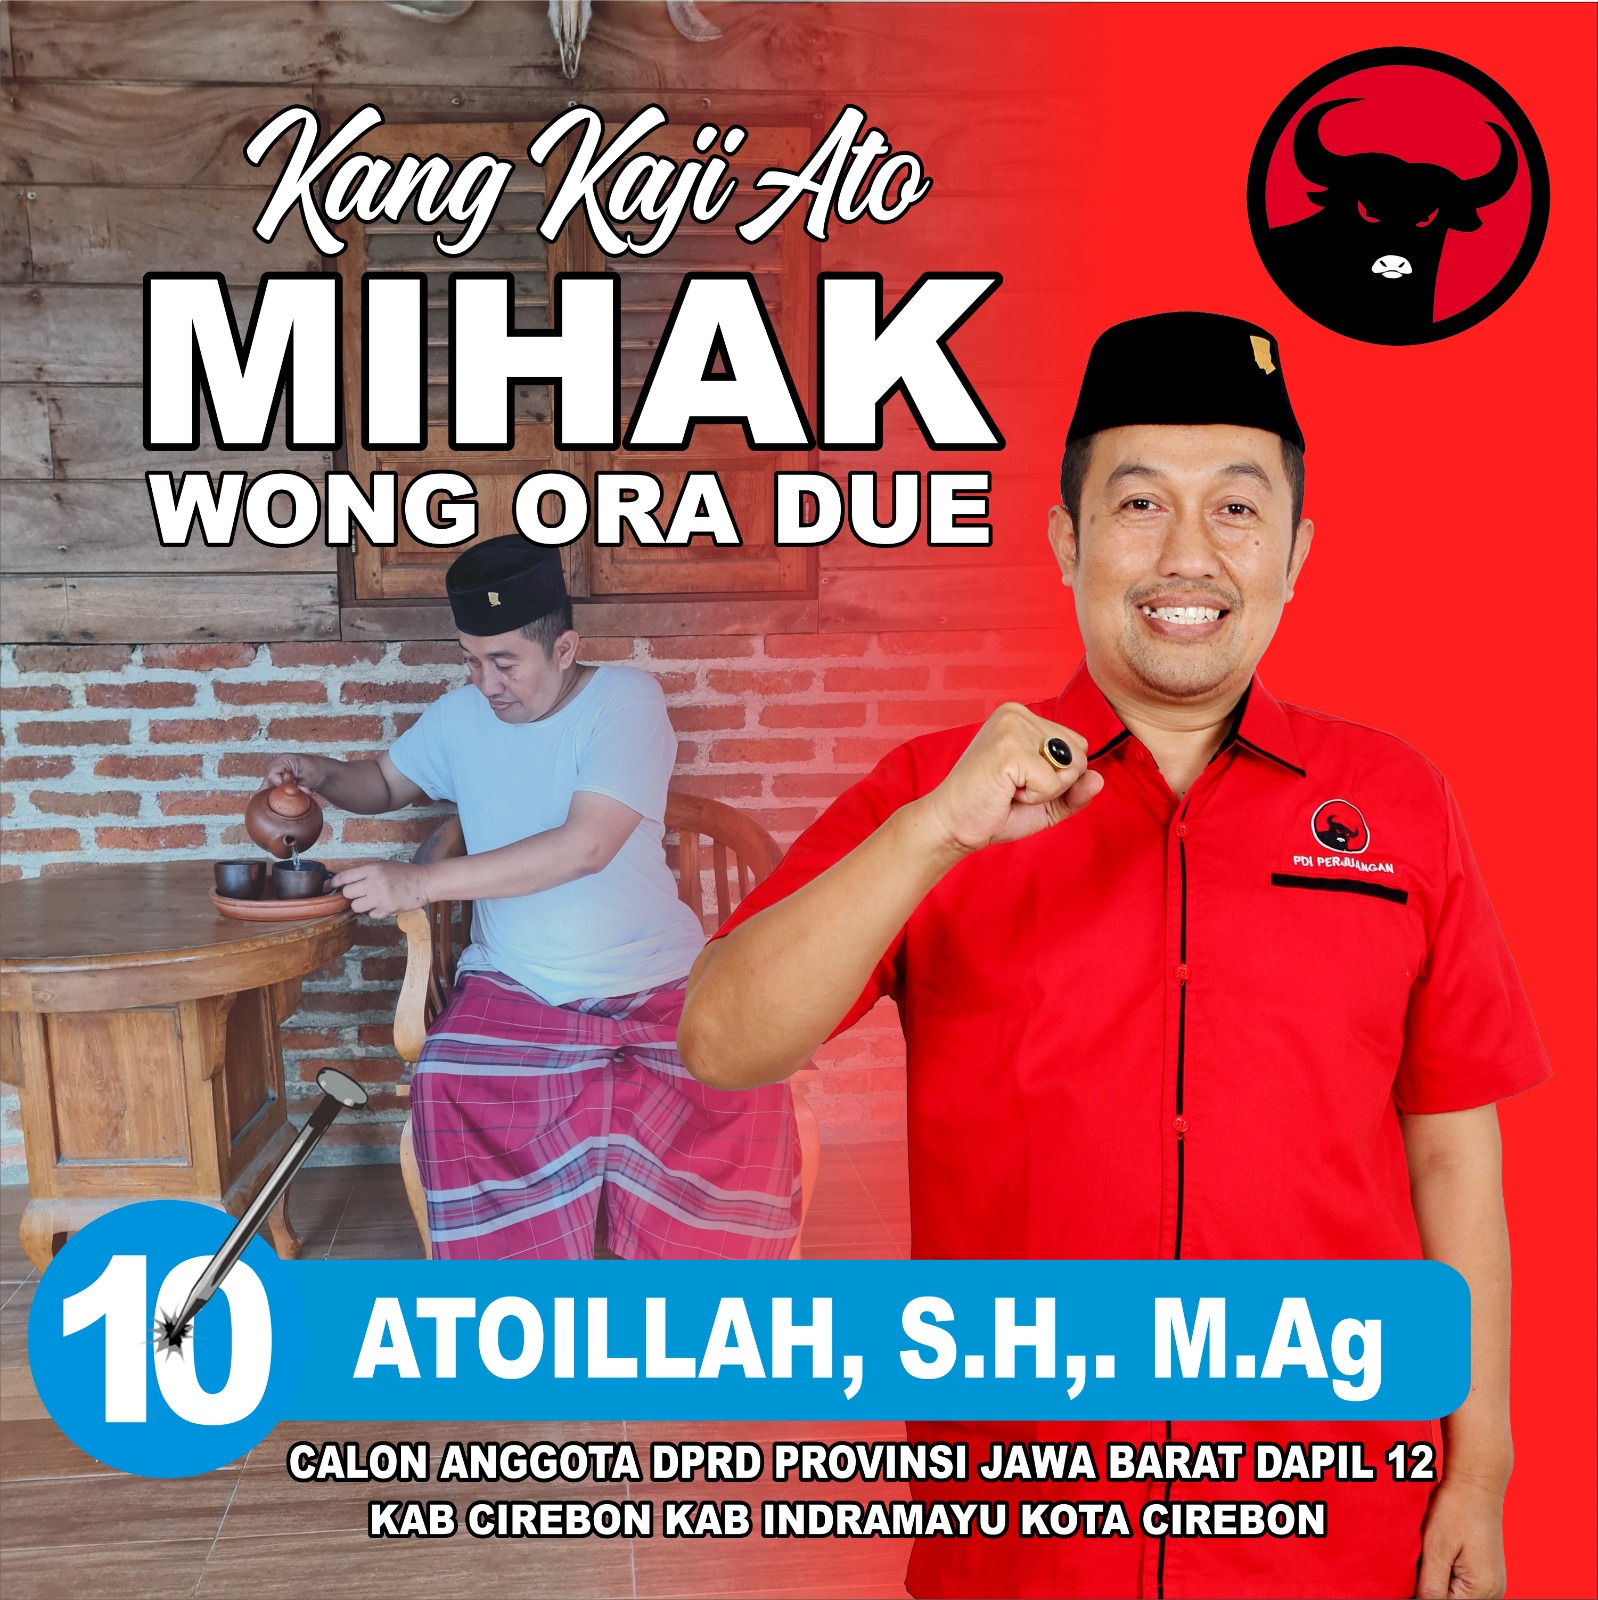 Kang Kaji Ato
MIHAK
WONG ORA DUE
PDI PERJUANGAN
10
ATOILLAH, S.H,. M.Ag
CALON ANGGOTA DPRD PROVINSI JAWA BARAT DAPIL 12
KAB CIREBON KAB INDRAMAYU KOTA CIREBON